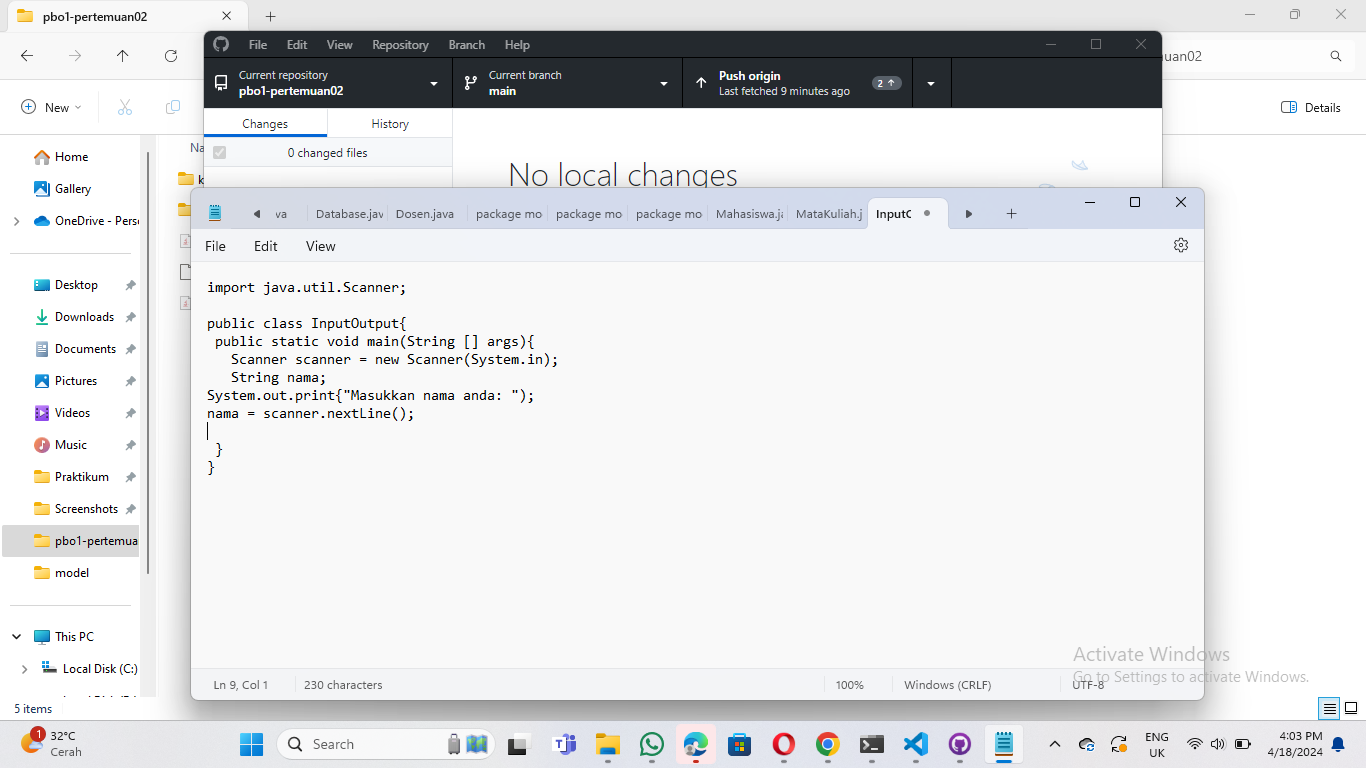 pbo1-pertemuan02
File Edit View Repository Branch Help
Current repository
pbo1-pertemuan02
Current branch
main
Push origin
Last fetched 9 minutes ago
2
uan02
New
Details
Changes
History
0 changed files
No local changes
Home
Gallery
OneDrive - Pers
Desktop
Downloads
Documents
Pictures
Videos
Music
Praktikum
Screenshots
pbo1-pertemua
model
This PC
Local Disk (C:)
5 items
va
Database.jav
Dosen.java
package mo
package mo
package mo
Mahasiswa.ja
MataKuliah.j
InputC
File Edit View
import java.util.Scanner;
public class InputOutput{
public static void main(String [] args){
Scanner scanner = new Scanner(System.in);
String nama;
System.out.print{"Masukkan nama anda: ");
nama = scanner.nextLine();
}
}
Activate Windows
Go to Settings to activate Windows.
Ln 9, Col 1
230 characters
100%
Windows (CRLF)
UTF-8
1
32°C
Cerah
Search
ENG
UK
4:03 PM
4/18/2024